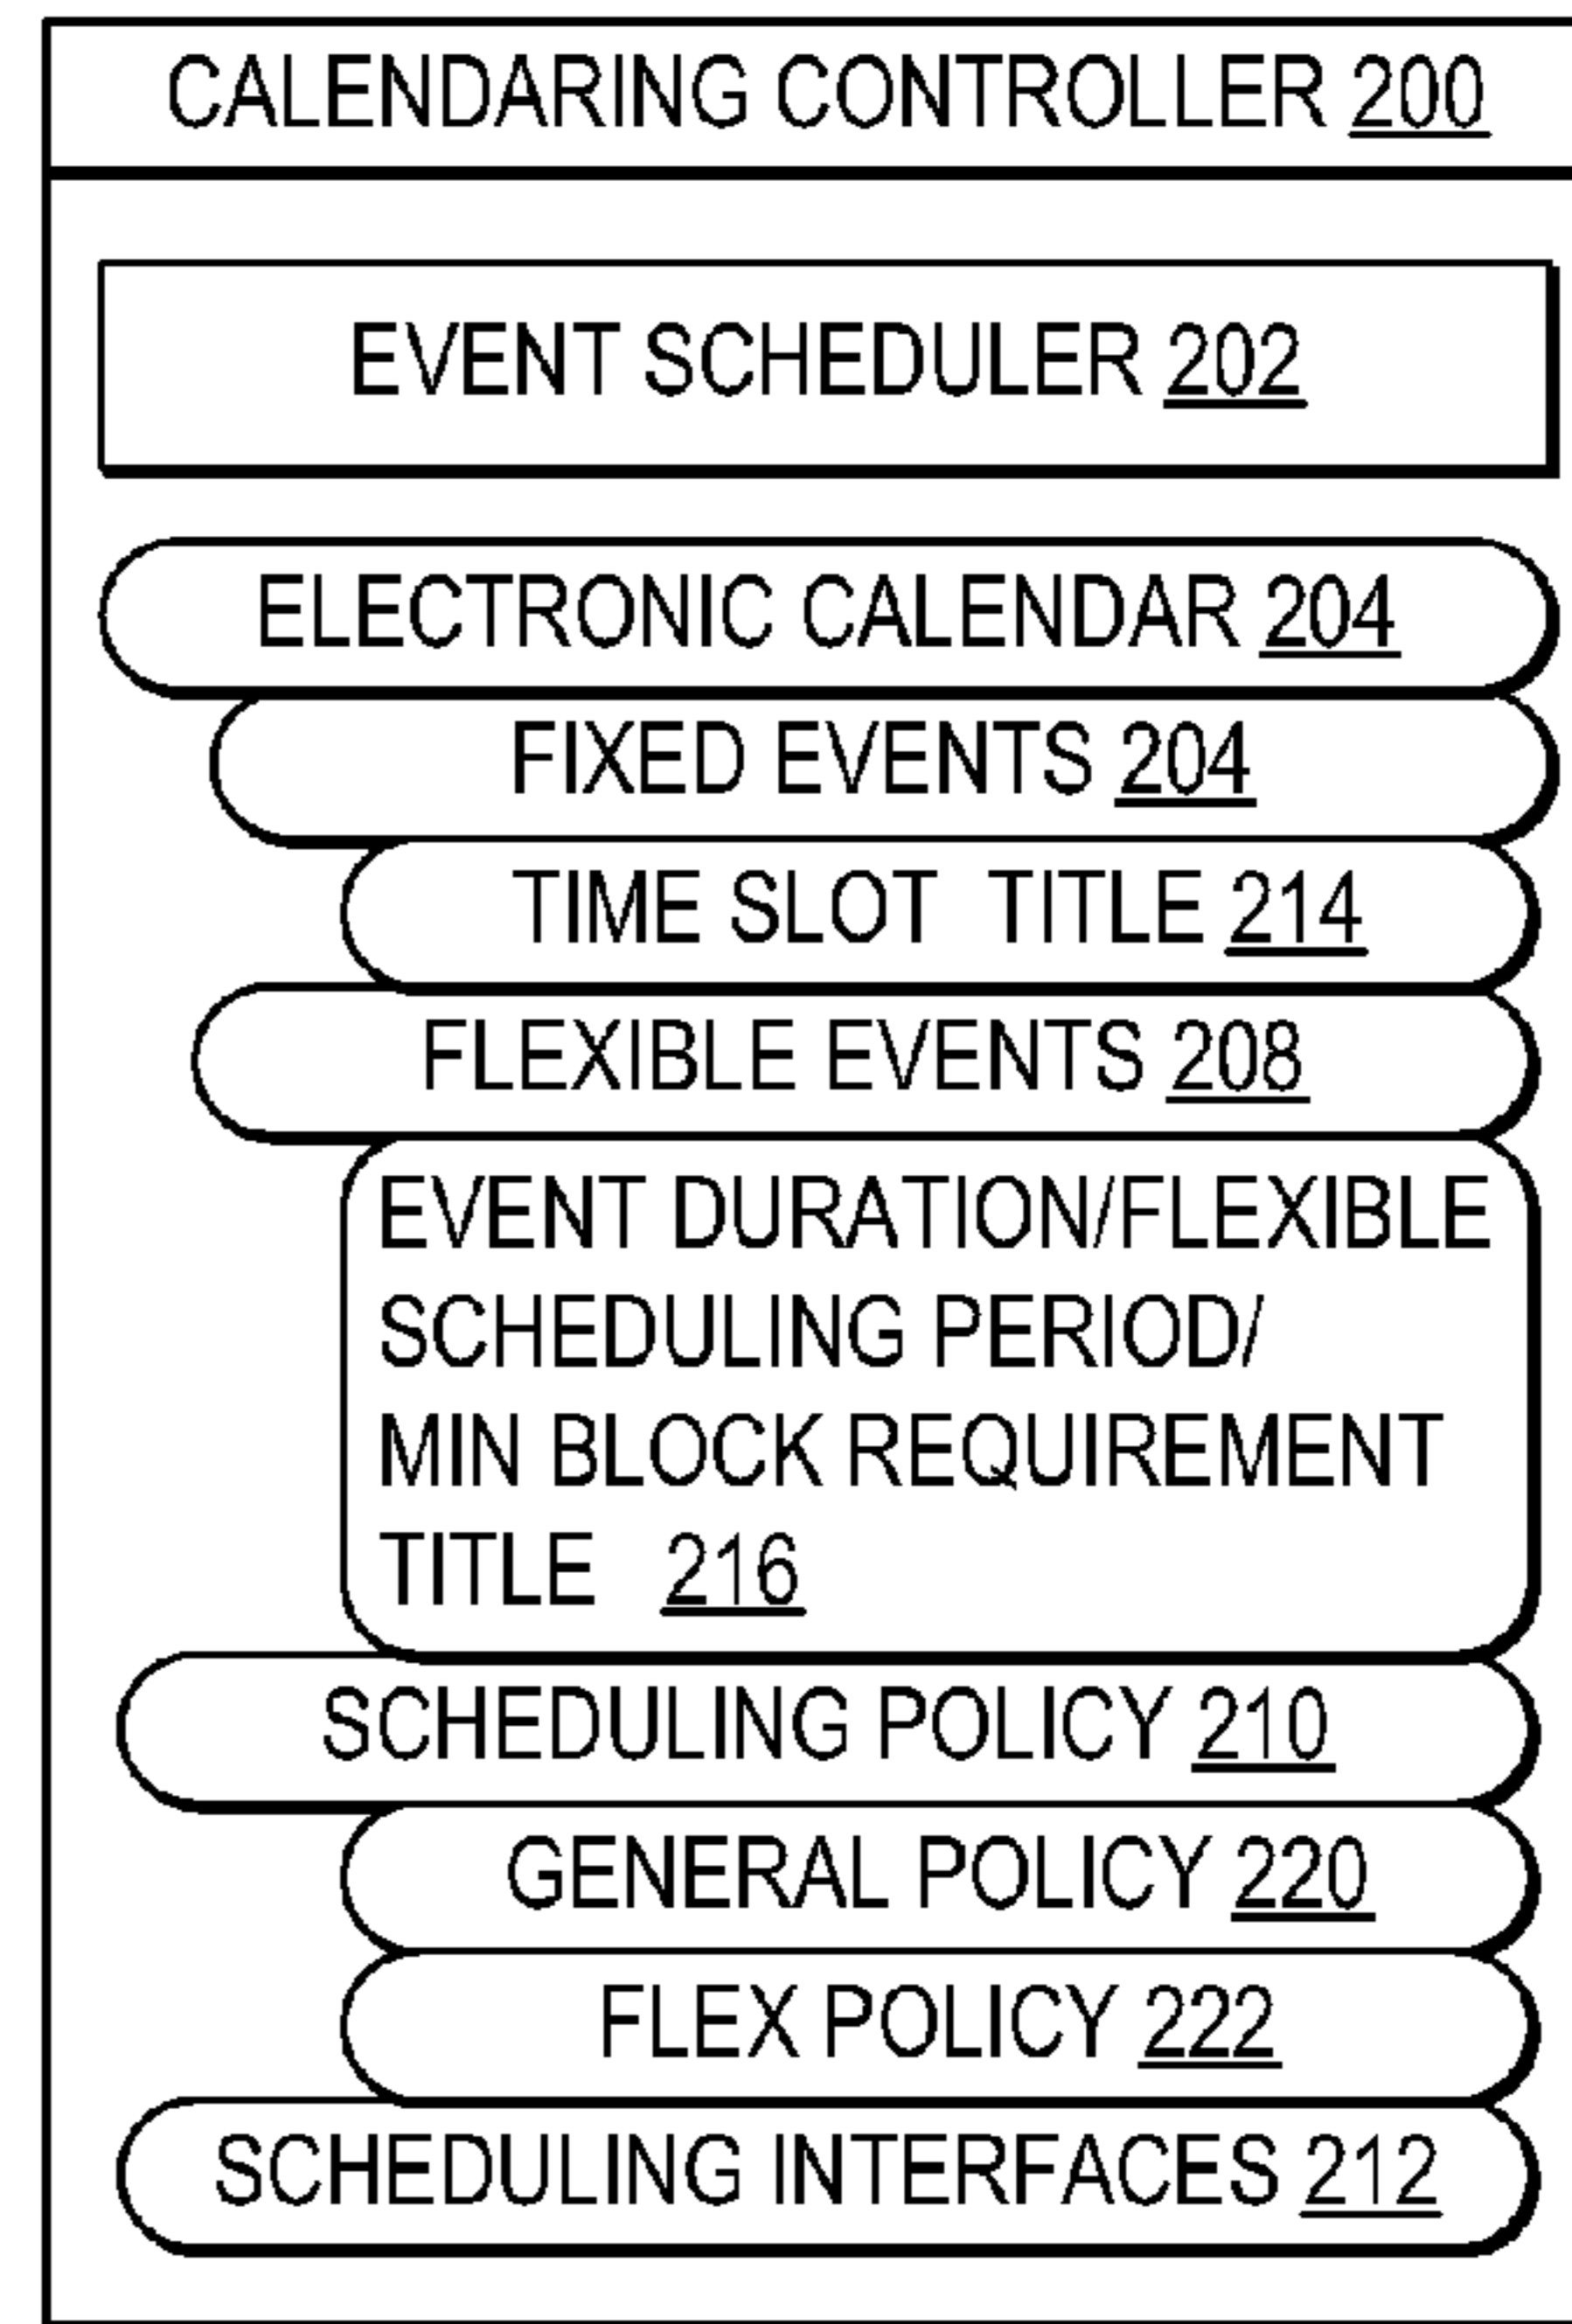 CALENDARING CONTROLLER 200
EVENT SCHEDULER 202
ELECTRONIC CALENDAR 204
FIXED EVENTS 204
TIME SLOT TITLE 214
FLEXIBLE EVENTS 208
EVENT DURATION/FLEXIBLE
SCHEDULING PERIOD/
MIN BLOCK REQUIREMENT
TITLE 216
SCHEDULING POLICY 210
GENERAL POLICY 220
FLEX POLICY 222
SCHEDULING INTERFACES 212